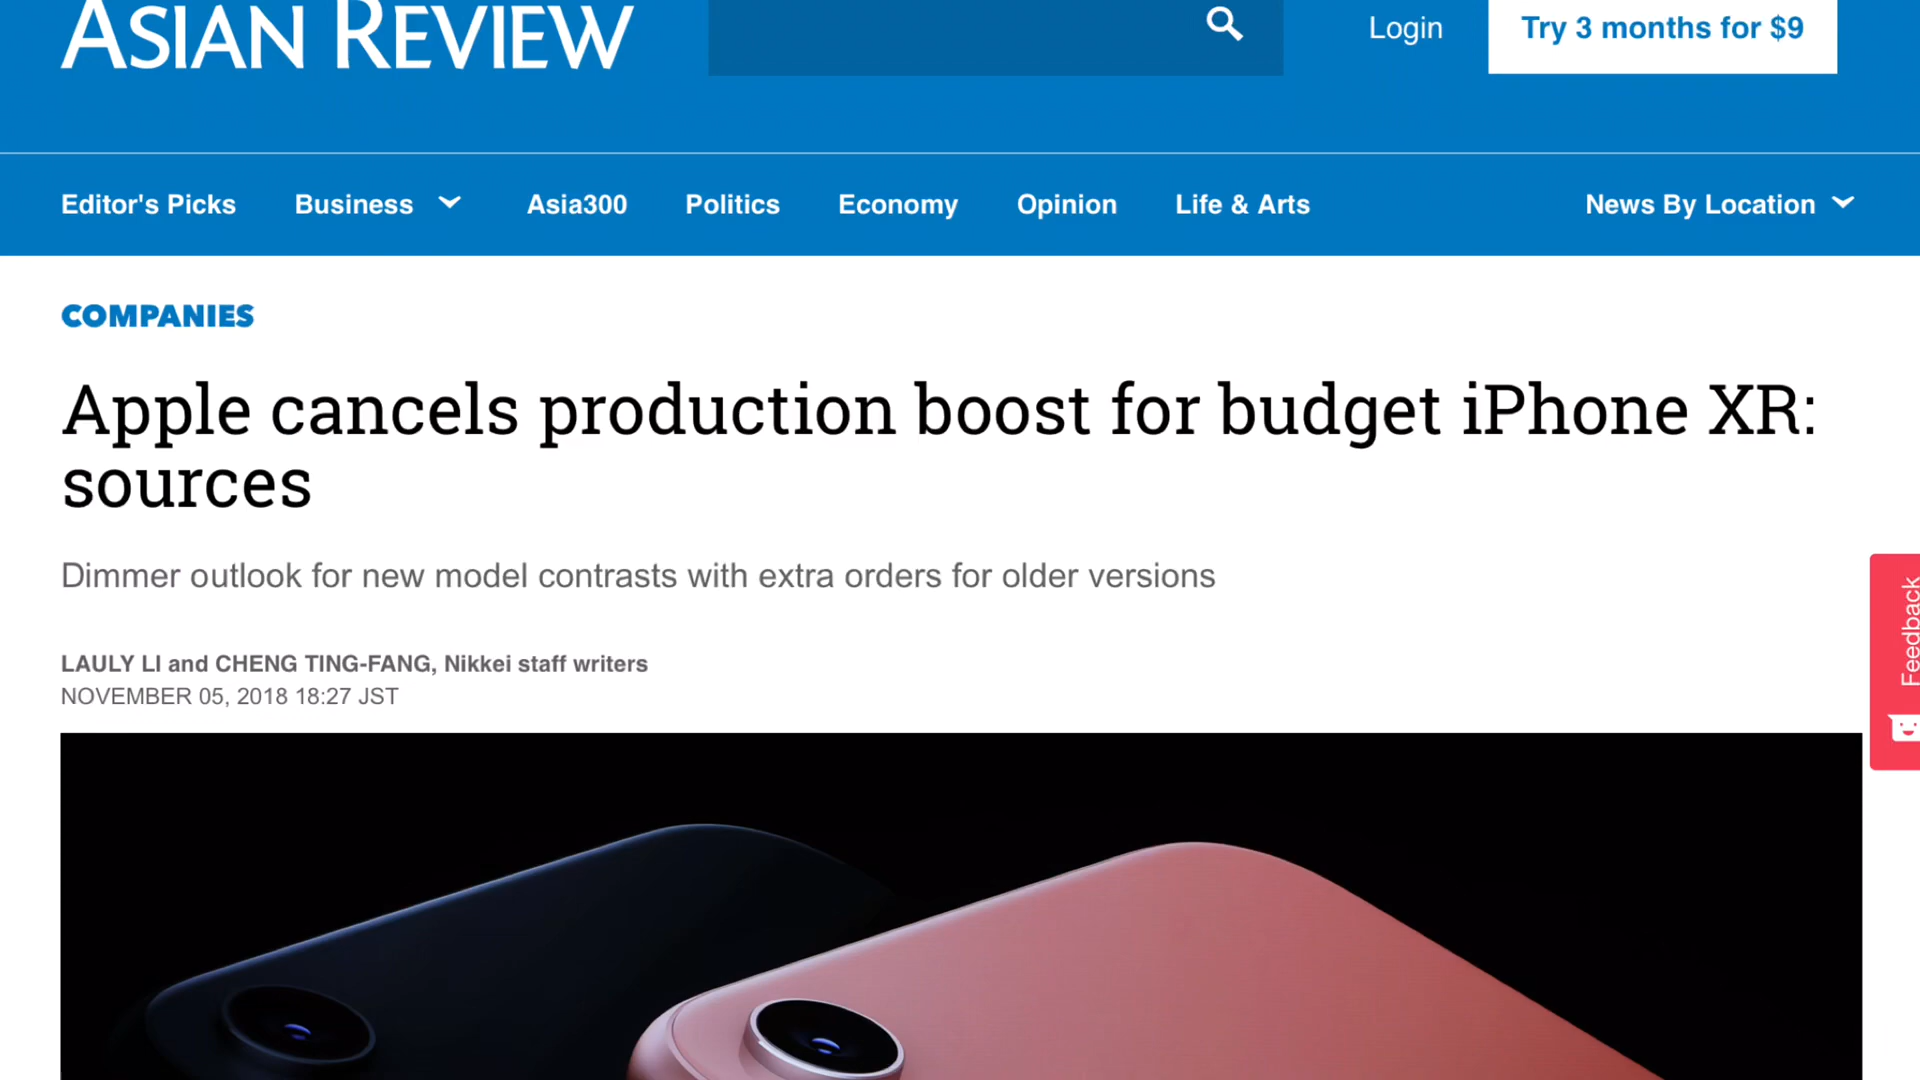 ASIAN REVIEW
Login
Try 3 months for $9
Editor's Picks
Business
Asia300
Politics
Economy
Opinion
Life & Arts
News By Location
COMPANIES
Apple cancels production boost for budget iPhone XR:
sources
Dimmer outlook for new model contrasts with extra orders for older versions
LAULY LI and CHENG TING-FANG, Nikkei staff writers
NOVEMBER 05, 2018 18:27 JST
Feedback